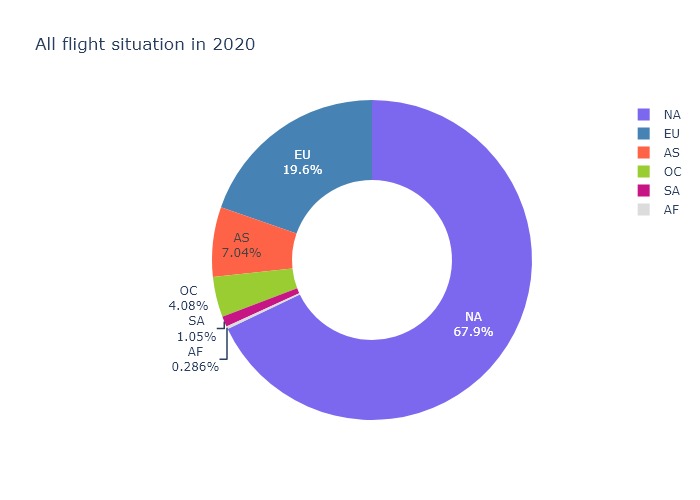 All flight situation in 2020
NA
67.9%
EU
19.6%
AS
7.04%
OC
4.08%
SA
1.05%
AF
0.286%
NA
EU
AS
OC
SA
AF